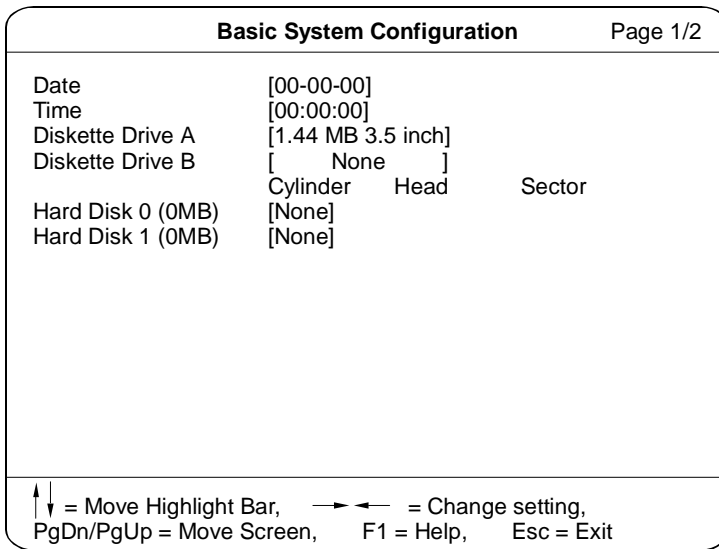 Basic System Configuration Page 1/2
Date [00-00-00]
Time [00:00:00]
Diskette Drive A [1.44 MB 3.5 inch]
Diskette Drive B [ None ]
Cylinder Head Sector
Hard Disk 0 (0MB) [None]
Hard Disk 1 (0MB) [None]
↑↓ = Move Highlight Bar, →← = Change setting,
PgDn/PgUp = Move Screen, F1 = Help, Esc = Exit